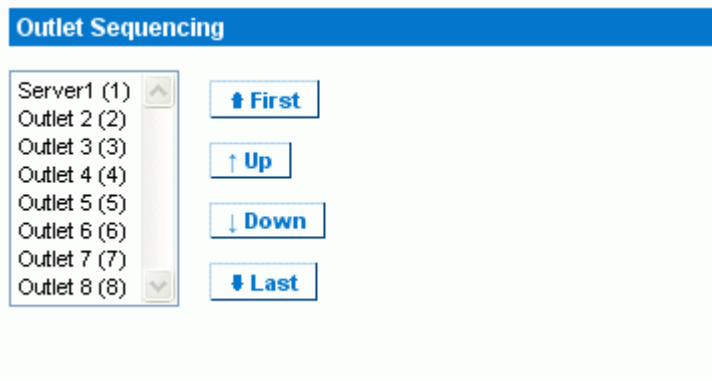 Outlet Sequencing
Server1 (1)
Outlet 2 (2)
Outlet 3 (3)
Outlet 4 (4)
Outlet 5 (5)
Outlet 6 (6)
Outlet 7 (7)
Outlet 8 (8)
First
↑ Up
↓ Down
Last